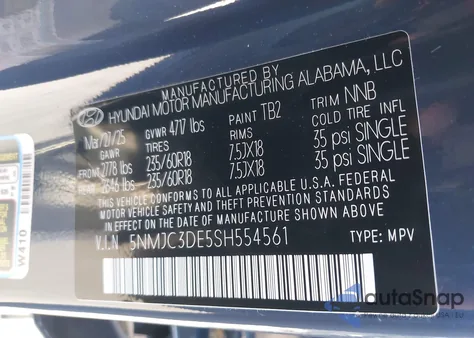 MANUFACTURED BY
HYUNDAI MOTOR MANUFACTURING ALABAMA, LLC
Mar/27/25 GVWR 4717 lbs PAINT TB2 TRIM NNB
GAWR TIRES RIMS COLD TIRE INFL
FRONT 2778 lbs 235/60R18 7.5JX18 35 psi SINGLE
2646 lbs 235/60R18 7.5JX18 35 psi SINGLE
THIS VEHICLE CONFORMS TO ALL APPLICABLE U.S.A. FEDERAL
MOTOR VEHICLE SAFETY AND THEFT PREVENTION STANDARDS
IN EFFECT ON THE DATE OF MANUFACTURE SHOWN ABOVE.
V.I.N 5NMJC3DE5SH554561
TYPE: MPV
W410
autaSnap